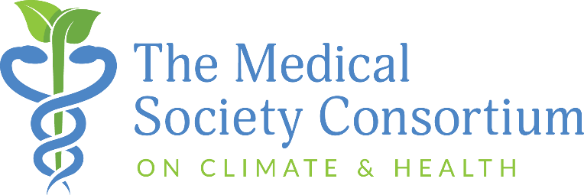 The Medical
Society Consortium
ON CLIMATE & HEALTH